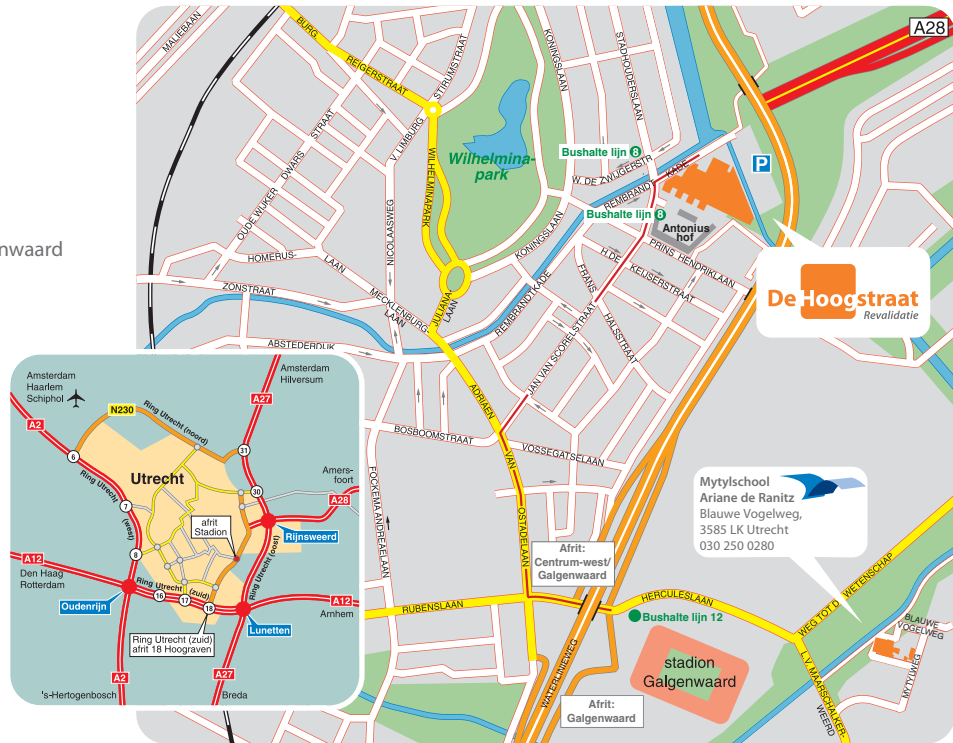 MALIEBAAN
BURG.
REIGERSTRAAT
STIRUMSTRAAT
V. LIMBURG
KONINGSLAAN
STADHOUDERSLAAN
A28
nwaard
OUDE WIJKER DWARS STRAAT
WILHELMINAPARK
Wilhelmina-
park
Bushalte lijn 8
W. DE ZWIJGERSTR
REMBRANDT KADE
P
Bushalte lijn 8
Antonius
hof
NICOLAASWEG
KONINGSLAAN
PRINS HENDRIKLAAN
H.DE KEIJSERSTRAAT
HOMERUS-
LAAN
ZONSTRAAT
MECKLENBURG-
LAAN
JULIANA-
LAAN
REMBRANDTKADE
FRANS
HALSSTRAAT
De Hoogstraat
Revalidatie
ABSTEDERDIJK
JAN VAN SCORELSTRAAT
ADRIAEN
VAN
OSTADELAAN
BOSBOOMSTRAAT
VOSSEGATSELAAN
FOCKEMA ANDREAELAAN
Mytylschool
Ariane de Ranitz
Blauwe Vogelweg,
3585 LK Utrecht
030 250 0280
Afrit:
Centrum-west/
Galgenwaard
RUBENSLAAN
HERCULESLAAN
Bushalte lijn 12
WEG TOT D WETENSCHAP
BLAUWE
VOGELWEG
MYTYLWEG
L.V. MAARSCHALKER-
WEERD
stadion
Galgenwaard
WATERLINIEWEG
Afrit:
Galgenwaard
Amsterdam
Haarlem
Schiphol
Amsterdam
Hilversum
N230
Ring Utrecht (noord)
A27
A2
6
31
Utrecht
Ring Utrecht
(west)
7
30
Amers-
foort
A28
afrit
Stadion
Rijnsweerd
8
Ring Utrecht (oost)
A12
Den Haag
Rotterdam
Ring Utrecht
(zuid)
16
17
18
Oudenrijn
Lunetten
A12
Arnhem
Ring Utrecht (zuid)
afrit 18 Hoograven
A2
A27
's-Hertogenbosch
Breda